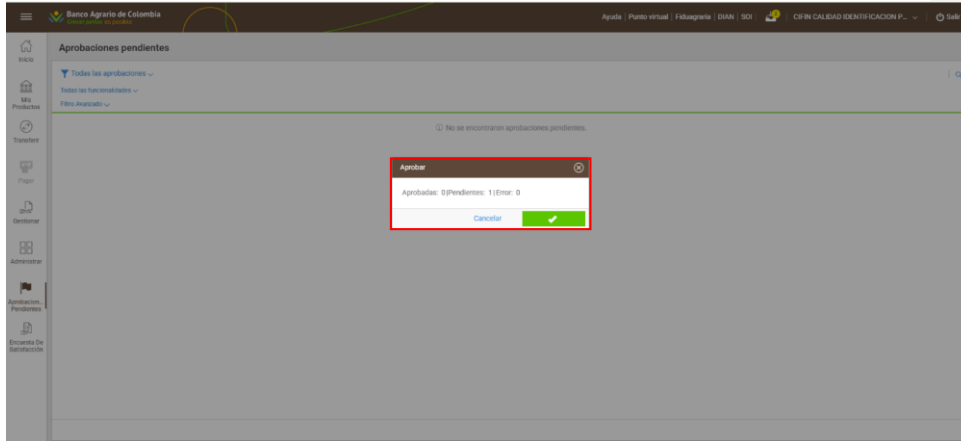 Banco Agrario de Colombia
Ayuda | Punto virtual | Fiduagraria | DIAN | SOI
CIFIN CALIDAD IDENTIFICACION P...
Salir
Inicio
Aprobaciones pendientes
Todas las aprobaciones
Todas las funcionalidades
Filtro Avanzado
Mis
Productos
No se encontraron aprobaciones pendientes.
Transferir
Aprobar
Aprobadas: 0|Pendientes: 1|Error: 0
Cancelar
Pagar
Gestionar
Administrar
Aprobacion...
Pendientes
Encuesta De
Satisfacción